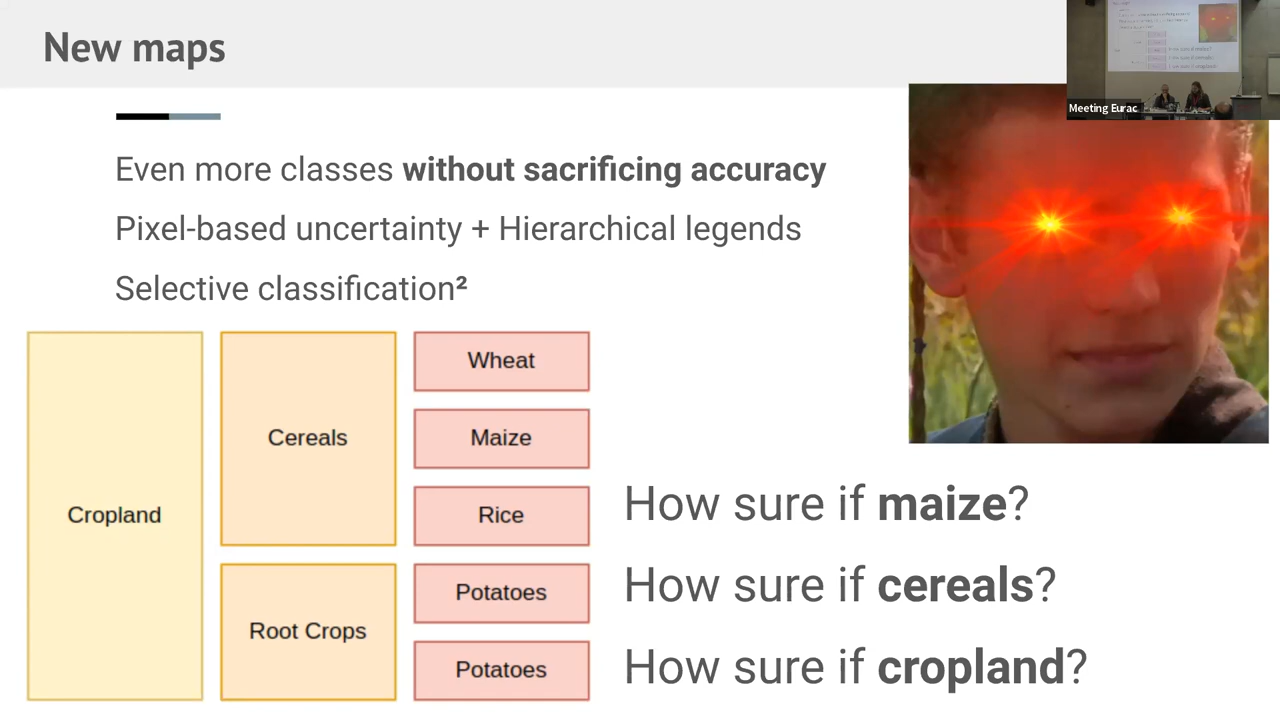 New maps
Meeting Eurac
Even more classes without sacrificing accuracy
Pixel-based uncertainty + Hierarchical legends
Selective classification²
Cropland
Cereals
Root Crops
Wheat
Maize
Rice
Potatoes
Potatoes
How sure if maize?
How sure if cereals?
How sure if cropland?